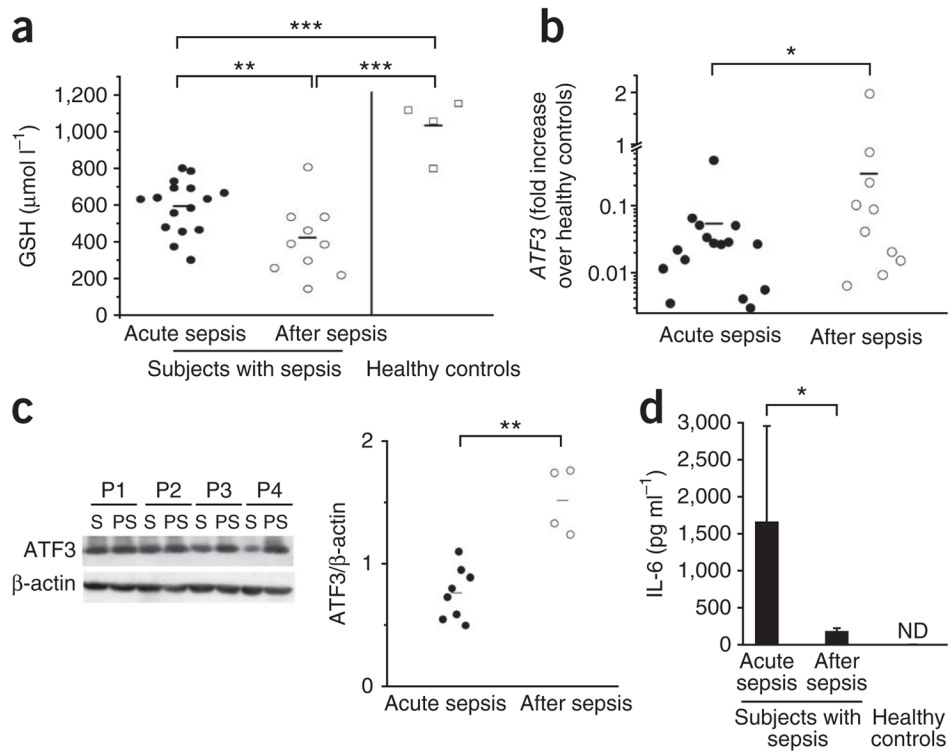 a
***
**
***
GSH (μmol l⁻¹)
1,200
1,000
800
600
400
200
0
Acute sepsis
After sepsis
Subjects with sepsis
Healthy controls
b
*
ATF3 (fold increase
over healthy controls)
2
1
0.1
0.01
Acute sepsis
After sepsis
c
P1 P2 P3 P4
S PS S PS S PS S PS
ATF3
β-actin
**
ATF3/β-actin
2
1
0
Acute sepsis
After sepsis
d
*
IL-6 (pg ml⁻¹)
3,000
2,500
2,000
1,500
1,000
500
0
ND
Acute
sepsis
After
sepsis
Subjects with
sepsis
Healthy
controls